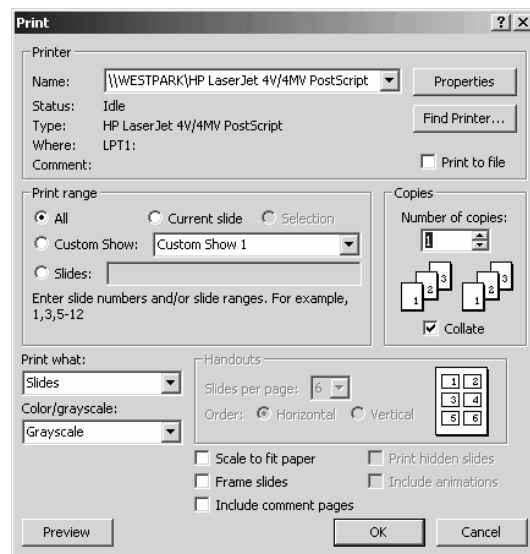 Print
Printer
Name: \\WESTPARK\HP LaserJet 4V/4MV PostScript Properties
Status: Idle
Type: HP LaserJet 4V/4MV PostScript Find Printer...
Where: LPT1:
Comment: Print to file
Print range
All Current slide Selection
Custom Show: Custom Show 1
Slides:
Enter slide numbers and/or slide ranges. For example,
1,3,5-12
Copies
Number of copies:
1
1 2 3 1 2 3
Collate
Print what:
Slides
Color/grayscale:
Grayscale
Handouts
Slides per page: 6
Order: Horizontal Vertical
1 2
3 4
5 6
Scale to fit paper Print hidden slides
Frame slides Include animations
Include comment pages
Preview OK Cancel